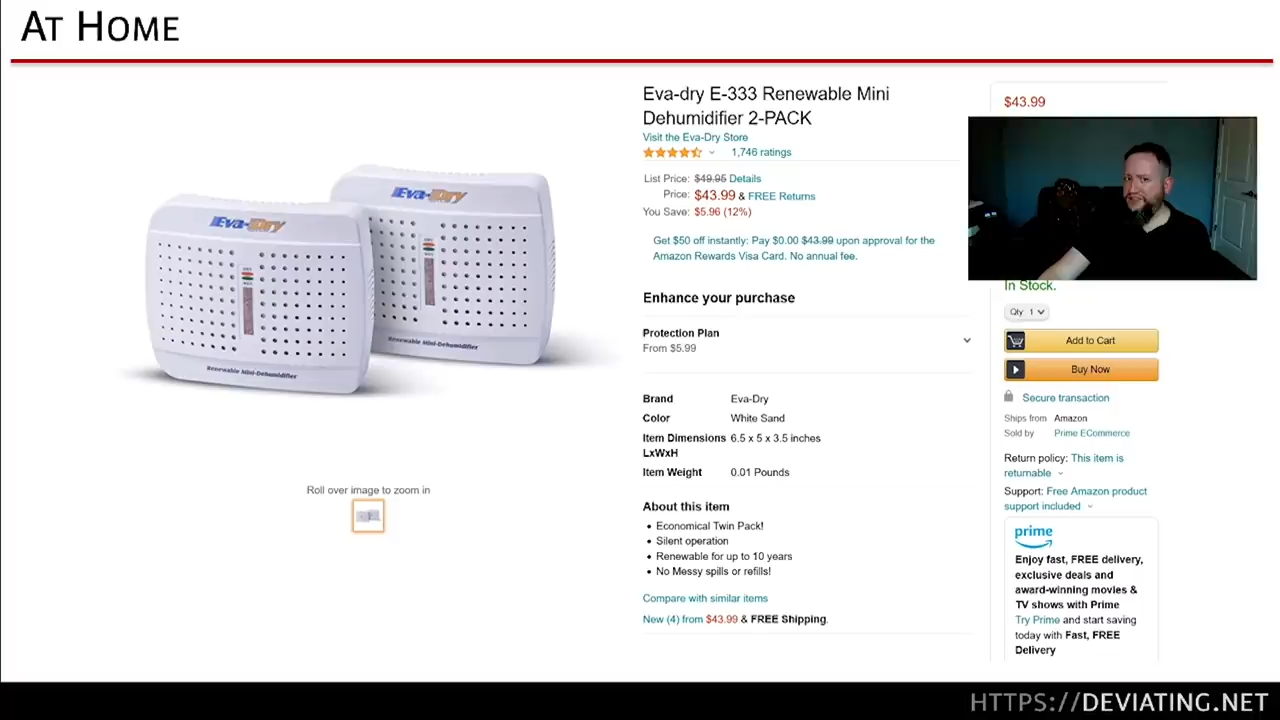 AT HOME
Eva-Dry
Eva-Dry
Renewable Mini-Dehumidifier
Renewable Mini-Dehumidifier
Roll over image to zoom in
Eva-dry E-333 Renewable Mini
Dehumidifier 2-PACK
Visit the Eva-Dry Store
1,746 ratings
List Price: $49.95 Details
Price: $43.99 & FREE Returns
You Save: $5.96 (12%)
Get $50 off instantly: Pay $0.00 $43.99 upon approval for the
Amazon Rewards Visa Card. No annual fee.
Enhance your purchase
Protection Plan
From $5.99
Brand Eva-Dry
Color White Sand
Item Dimensions 6.5 x 5 x 3.5 inches
LxWxH
Item Weight 0.01 Pounds
About this item
• Economical Twin Pack!
• Silent operation
• Renewable for up to 10 years
• No Messy spills or refills!
Compare with similar items
New (4) from $43.99 & FREE Shipping.
$43.99
In Stock.
Qty: 1
Add to Cart
Buy Now
Secure transaction
Ships from Amazon
Sold by Prime ECommerce
Return policy: This item is
returnable
Support: Free Amazon product
support included
prime
Enjoy fast, FREE delivery,
exclusive deals and
award-winning movies &
TV shows with Prime
Try Prime and start saving
today with Fast, FREE
Delivery
HTTPS://DEVIATING.NET